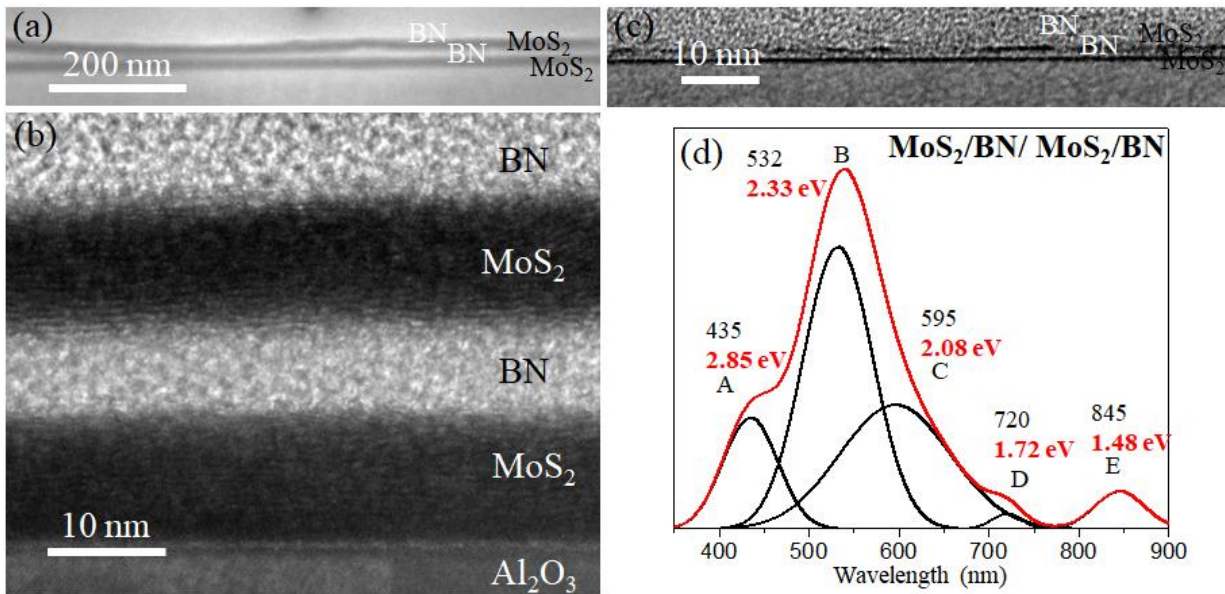 (a)
BN
BN
MoS₂
MoS₂
200 nm
(b)
BN
MoS₂
BN
MoS₂
10 nm
Al₂O₃
(c)
BN
BN
MoS₂
MoS₂
10 nm
(d)
MoS₂/BN/ MoS₂/BN
532
2.33 eV
B
435
2.85 eV
A
595
2.08 eV
C
720
1.72 eV
D
845
1.48 eV
E
400 500 600 700 800 900
Wavelength (nm)